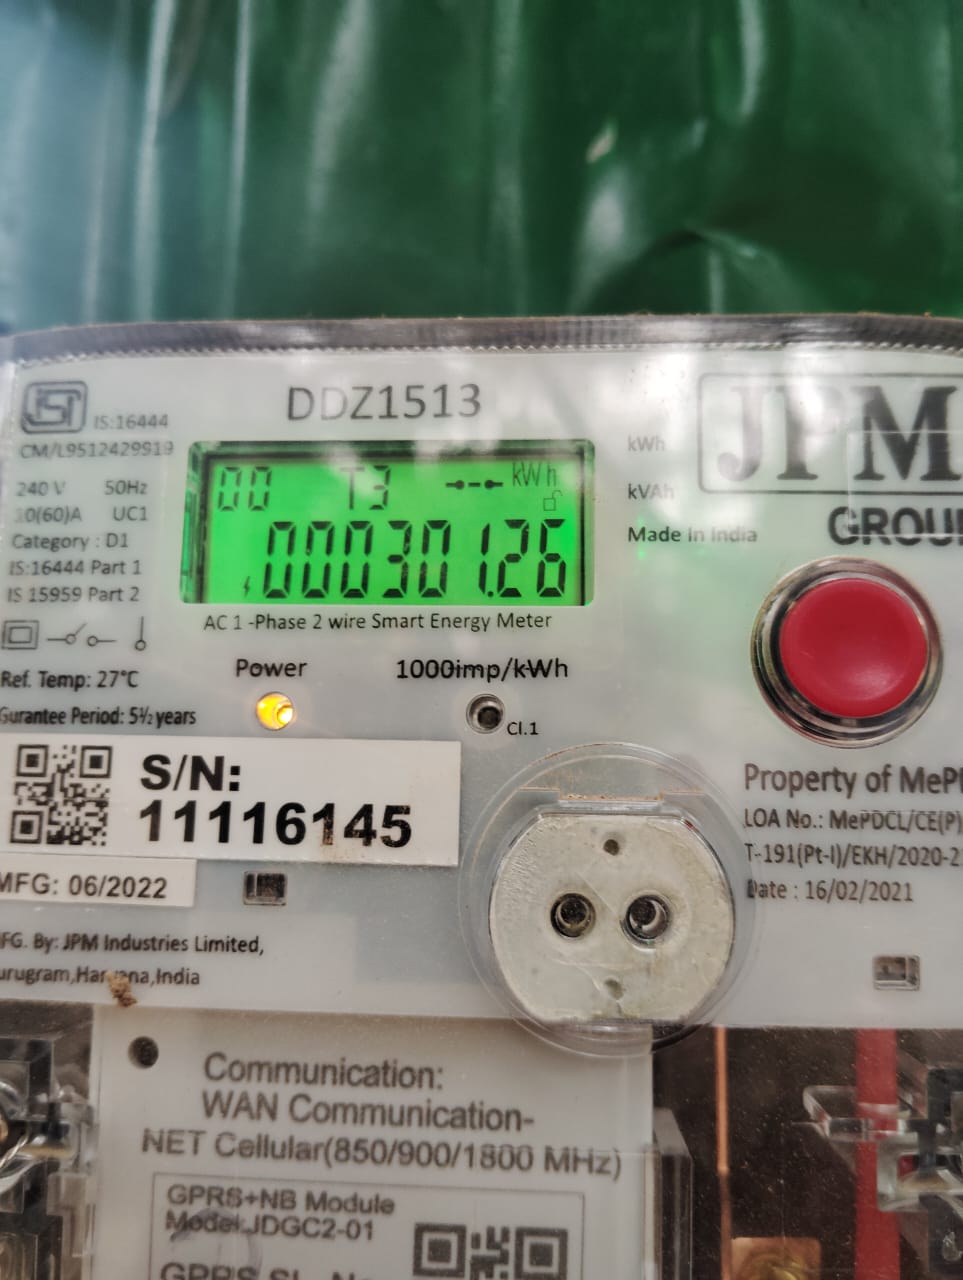 DDZ1513
IS:16444
CM/L9512429919
JPM
kWh
kVAh
Made In India
240 V 50Hz
10(60)A UC1
Category : D1
IS:16444 Part 1
IS 15959 Part 2
00 T3 kWh
000301.26
AC 1 -Phase 2 wire Smart Energy Meter
Ref. Temp: 27°C
Gurantee Period: 5½ years
Power
1000imp/kWh
Cl.1
S/N:
11116145
MFG: 06/2022
Property of
LOA No.: MePDCL/CE(P)
T-191(Pt-I)/EKH/2020-2
Date : 16/02/2021
By: JPM Industries Limited,
India
Communication:
WAN Communication-
NET Cellular(850/900/1800 MHz)
GPRS+NB Module
Model:JDGC2-01